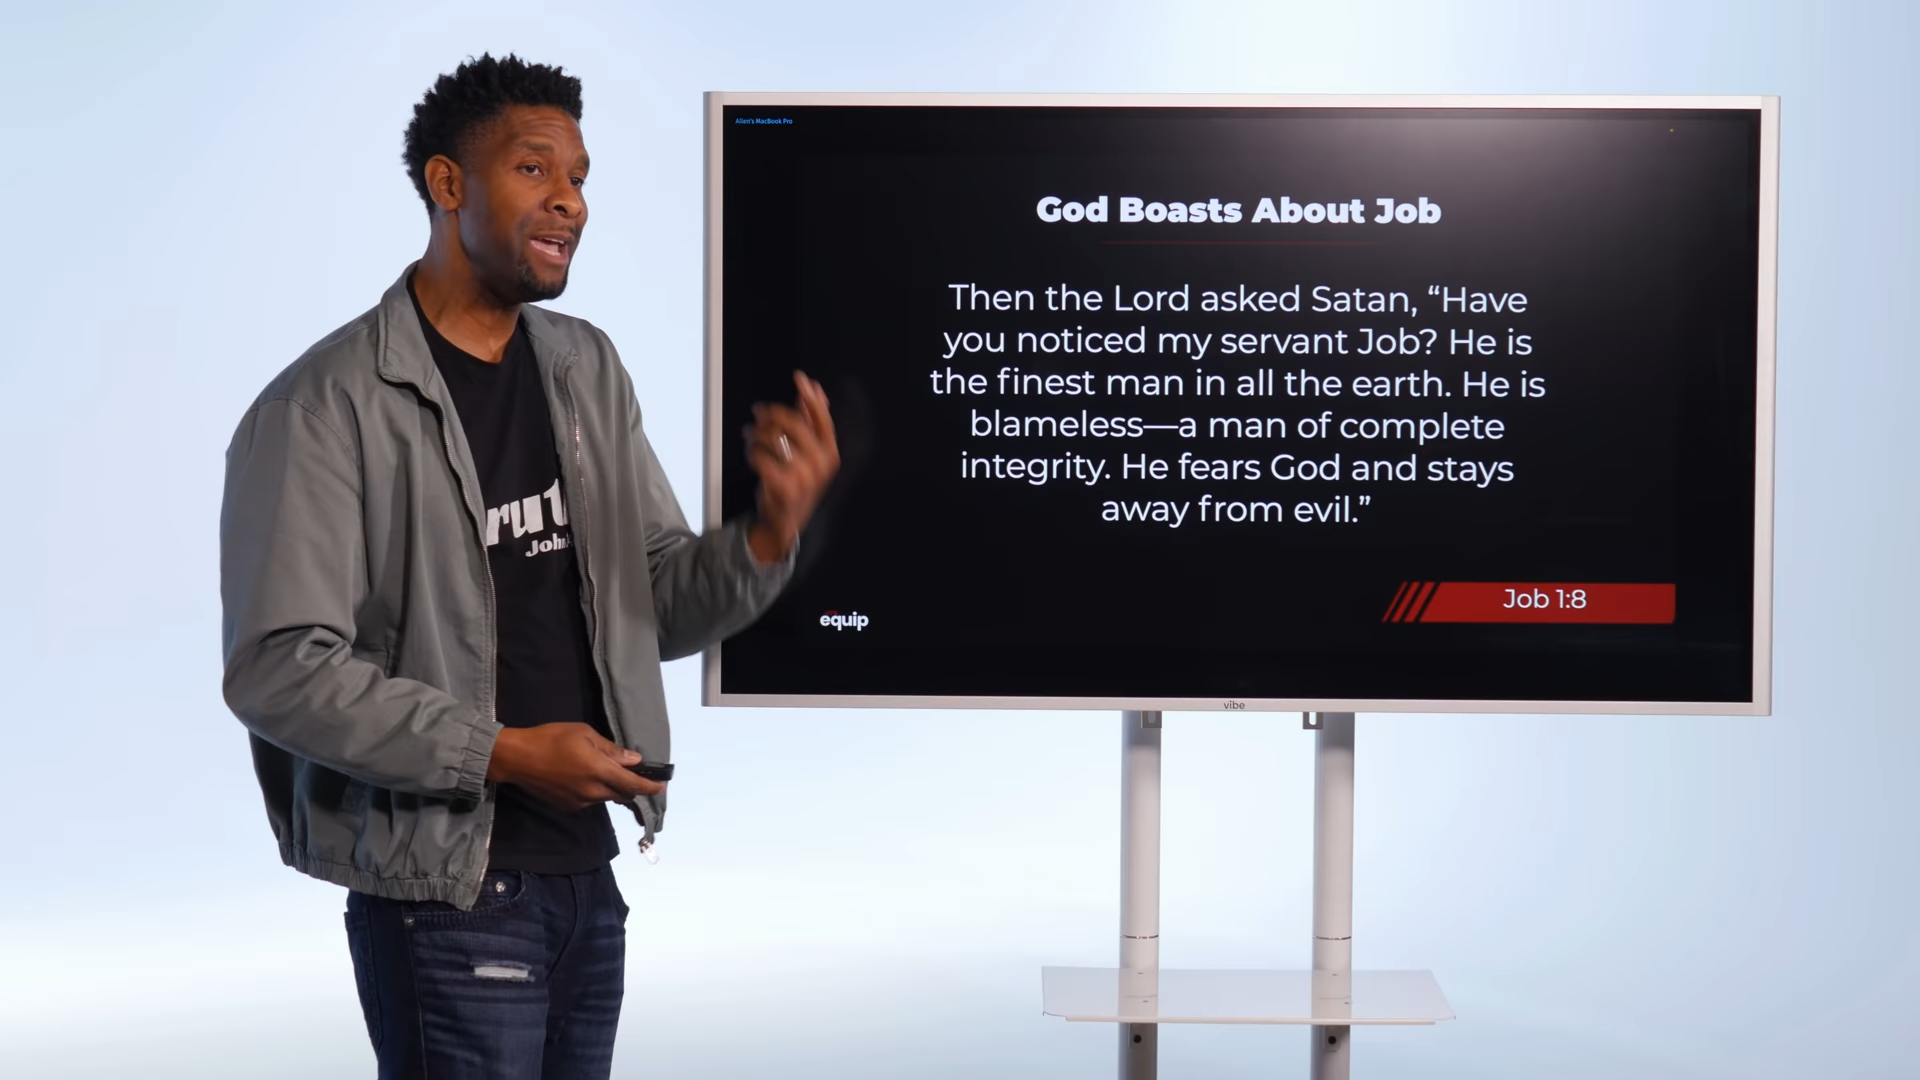 Allen's MacBook Pro
God Boasts About Job
Then the Lord asked Satan, “Have
you noticed my servant Job? He is
the finest man in all the earth. He is
blameless—a man of complete
integrity. He fears God and stays
away from evil.”
Job 1:8
equip
vibe
rut
John